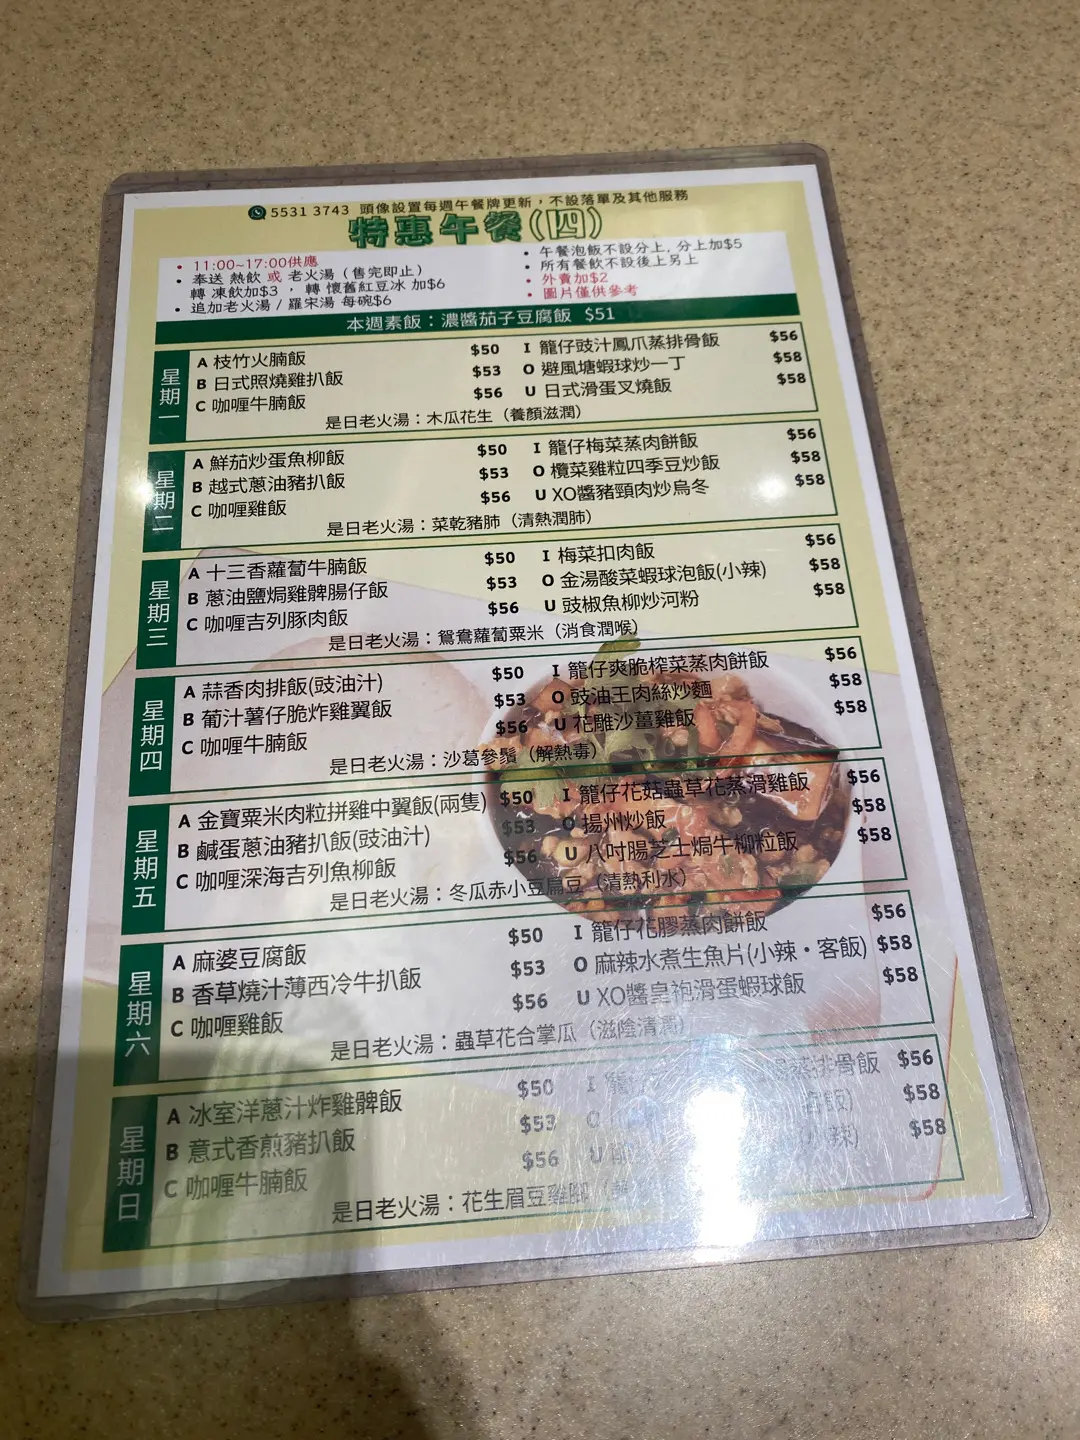 5531 3743 頭像設置每週午餐牌更新，不設落單及其他服務
特惠午餐(四)
• 11:00~17:00供應
• 奉送 熱飲 或 老火湯（售完即止）
轉 凍飲加$3 ， 轉 懷舊紅豆冰 加$6
• 追加老火湯 / 羅宋湯 每碗$6
• 午餐泡飯不設分上, 分上加$5
• 所有餐飲不設後上另上
• 外賣加$2
• 圖片僅供參考
本週素飯：濃醬茄子豆腐飯 $51
星期一
A 枝竹火腩飯 $50
B 日式照燒雞扒飯 $53
C 咖喱牛腩飯 $56
I 籠仔豉汁鳳爪蒸排骨飯 $56
O 避風塘蝦球炒一丁 $58
U 日式滑蛋叉燒飯 $58
是日老火湯：木瓜花生（養顏滋潤）
星期二
A 鮮茄炒蛋魚柳飯 $50
B 越式蔥油豬扒飯 $53
C 咖喱雞飯 $56
I 籠仔梅菜蒸肉餅飯 $56
O 欖菜雞粒四季豆炒飯 $58
U XO醬豬頸肉炒烏冬 $58
是日老火湯：菜乾豬肺（清熱潤肺）
星期三
A 十三香蘿蔔牛腩飯 $50
B 蔥油鹽焗雞髀腸仔飯 $53
C 咖喱吉列豚肉飯 $56
I 梅菜扣肉飯 $56
O 金湯酸菜蝦球泡飯(小辣) $58
U 豉椒魚柳炒河粉 $58
是日老火湯：鴛鴦蘿蔔粟米（消食潤喉）
星期四
A 蒜香肉排飯(豉油汁) $50
B 葡汁薯仔脆炸雞翼飯 $53
C 咖喱牛腩飯 $56
I 籠仔爽脆榨菜蒸肉餅飯 $56
O 豉油王肉絲炒麵 $58
U 花雕沙薑雞飯 $58
是日老火湯：沙葛參鬚（解熱毒）
星期五
A 金寶粟米肉粒拼雞中翼飯(兩隻) $50
B 鹹蛋蔥油豬扒飯(豉油汁) $53
C 咖喱深海吉列魚柳飯 $56
I 籠仔花菇蟲草花蒸滑雞飯 $56
O 揚州炒飯 $58
U 八吋腸芝士焗牛柳粒飯 $58
是日老火湯：冬瓜赤小豆扁豆（清熱利水）
星期六
A 麻婆豆腐飯 $50
B 香草燒汁薄西冷牛扒飯 $53
C 咖喱雞飯 $56
I 籠仔花膠蒸肉餅飯 $56
O 麻辣水煮生魚片(小辣・客飯) $58
U XO醬皇袍滑蛋蝦球飯 $58
是日老火湯：蟲草花合掌瓜（滋陰清潤）
星期日
A 冰室洋蔥汁炸雞髀飯 $50
B 意式香煎豬扒飯 $53
C 咖喱牛腩飯 $56
I 籠 蒸排骨飯 $56
O 飯) $58
U 小辣) $58
是日老火湯：花生眉豆雞腳